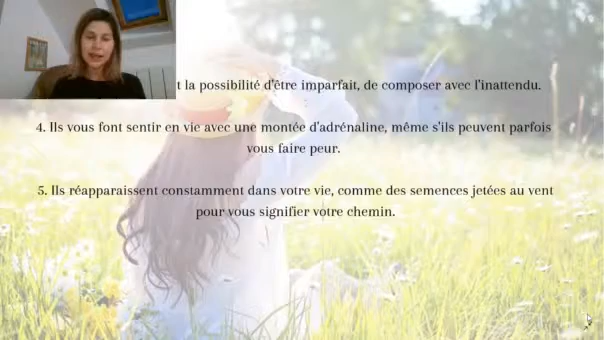 t la possibilité d'être imparfait, de composer avec l'inattendu.
4. Ils vous font sentir en vie avec une montée d'adrénaline, même s'ils peuvent parfois
vous faire peur.
5. Ils réapparaissent constamment dans votre vie, comme des semences jetées au vent
pour vous signifier votre chemin.